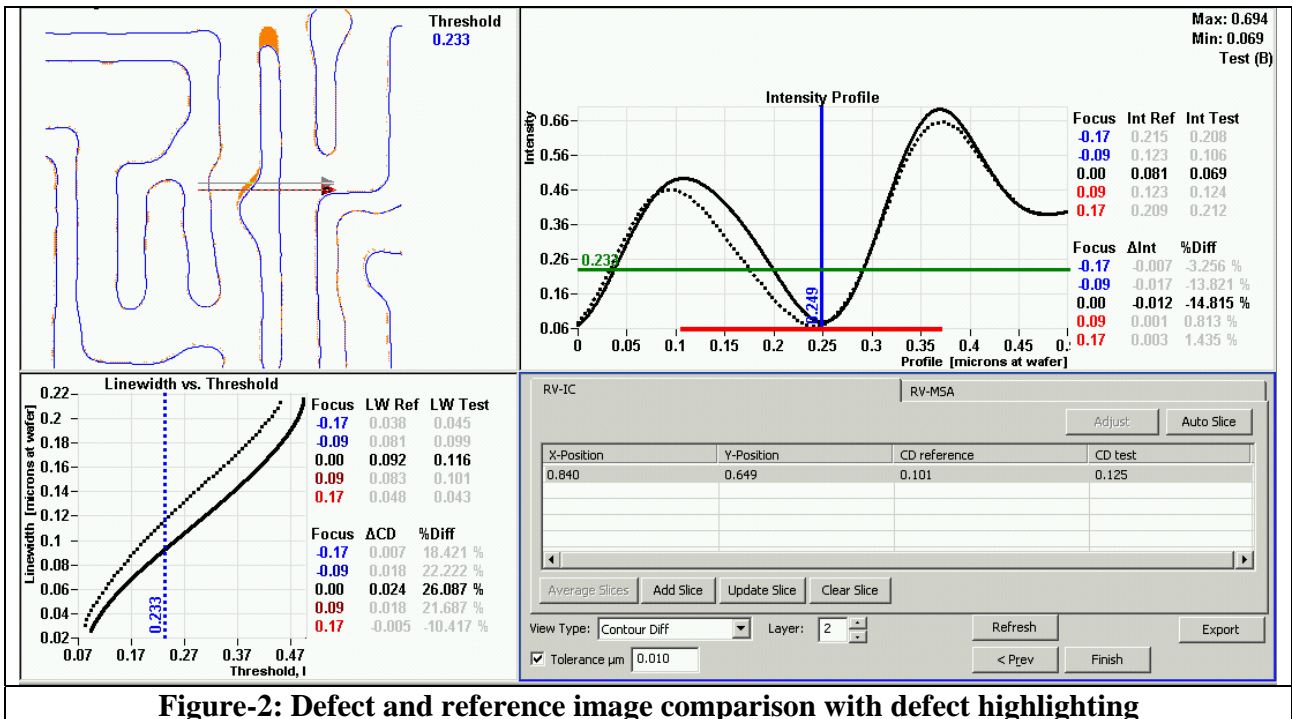 Threshold
0.233
Max: 0.694
Min: 0.069
Test (B)
Intensity Profile
Intensity
0.66
0.56
0.46
0.36
0.26
0.16
0.06
0.233
0.249
0 0.05 0.1 0.15 0.2 0.25 0.3 0.35 0.4 0.45
Profile [microns at wafer]
Focus Int Ref Int Test
-0.17 0.215 0.208
-0.09 0.123 0.106
0.00 0.081 0.069
0.09 0.123 0.124
0.17 0.209 0.212
Focus ΔInt %Diff
-0.17 -0.007 -3.256 %
-0.09 -0.017 -13.821 %
0.00 -0.012 -14.815 %
0.09 0.001 0.813 %
0.17 0.003 1.435 %
Linewidth vs. Threshold
Linewidth [microns at wafer]
0.22
0.2
0.18
0.16
0.14
0.12
0.1
0.08
0.06
0.04
0.02
0.233
0.07 0.17 0.27 0.37 0.47
Threshold, I
Focus LW Ref LW Test
-0.17 0.038 0.045
-0.09 0.081 0.099
0.00 0.092 0.116
0.09 0.083 0.101
0.17 0.048 0.043
Focus ΔCD %Diff
-0.17 0.007 18.421 %
-0.09 0.018 22.222 %
0.00 0.024 26.087 %
0.09 0.018 21.687 %
0.17 -0.005 -10.417 %
RV-IC RV-MSA
Adjust Auto Slice
X-Position Y-Position CD reference CD test
0.840 0.649 0.101 0.125
Average Slices Add Slice Update Slice Clear Slice
View Type: Contour Diff Layer: 2 Refresh Export
Tolerance µm 0.010 < Prev Finish
Figure-2: Defect and reference image comparison with defect highlighting